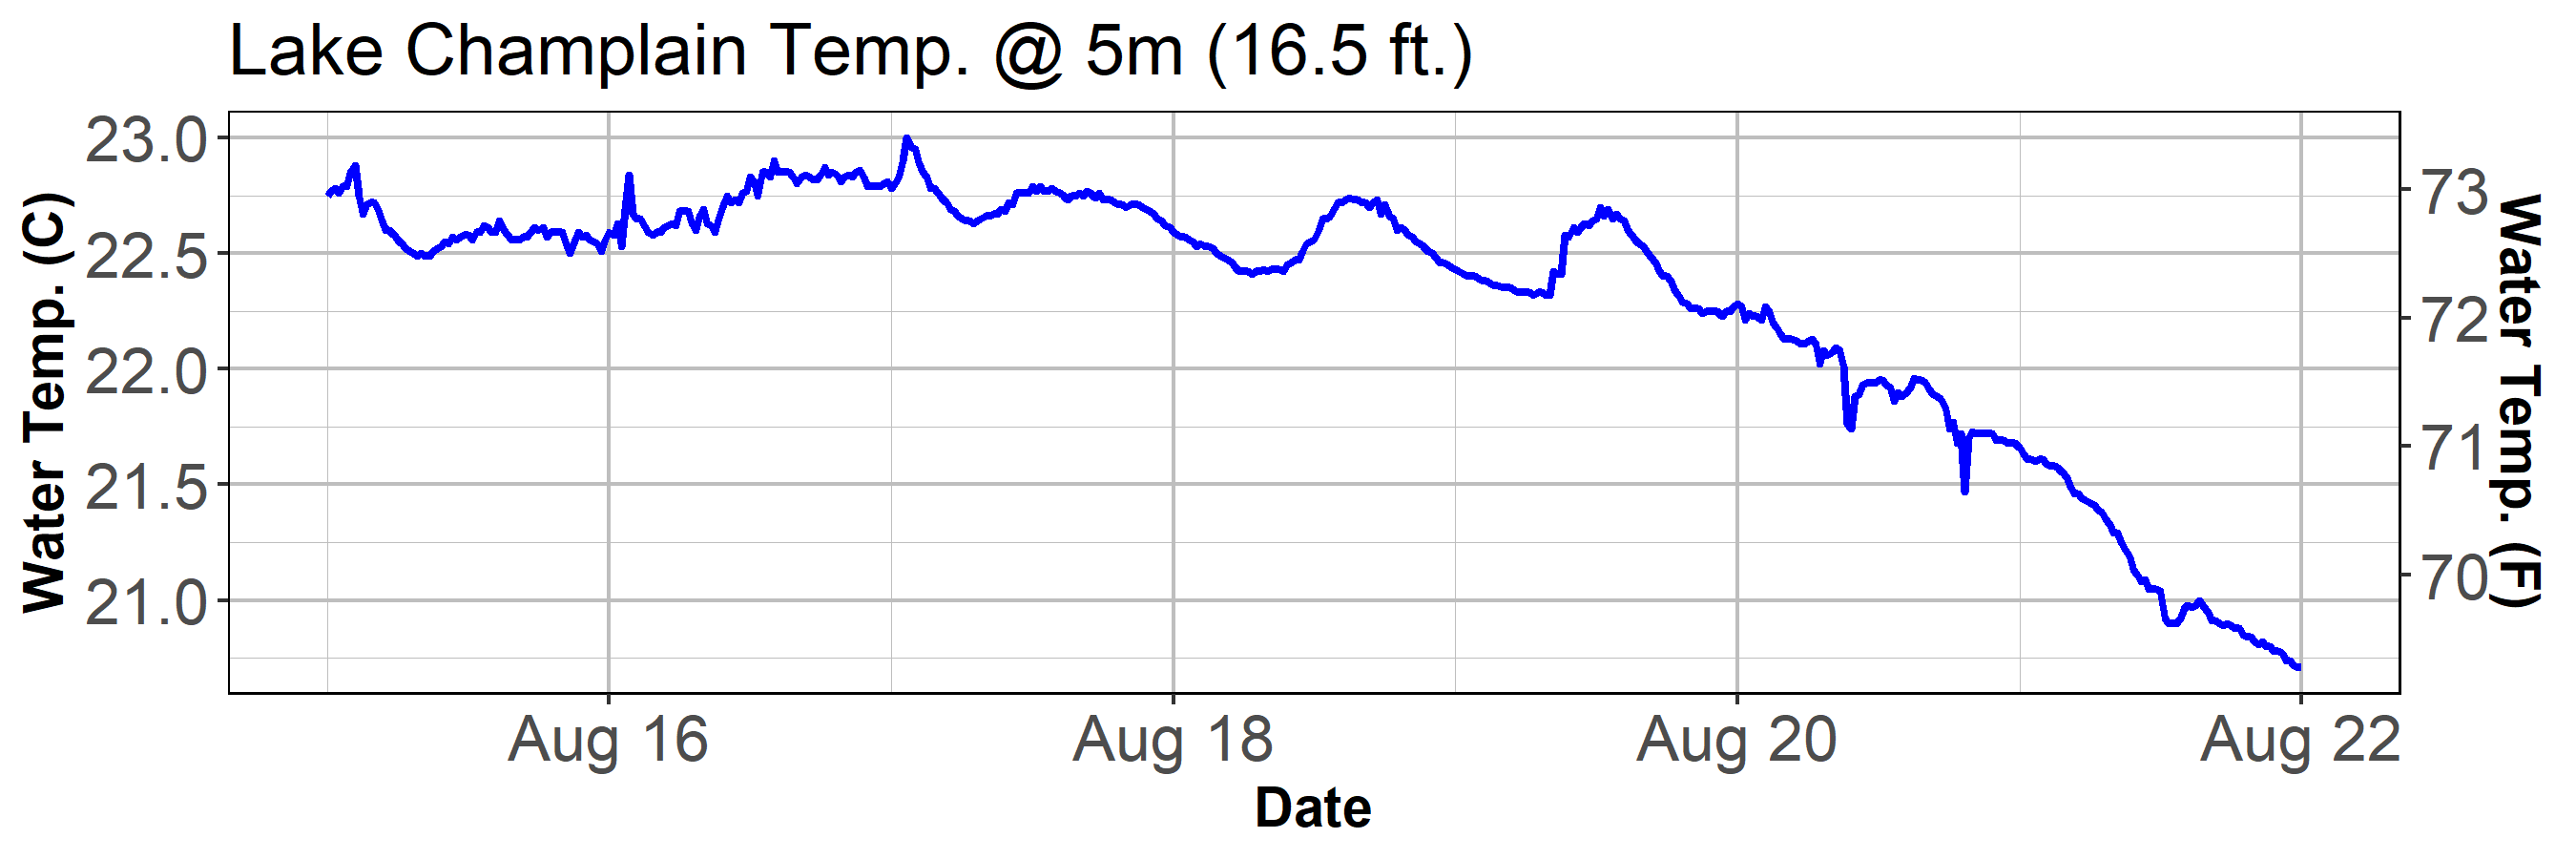 Lake Champlain Temp. @ 5m (16.5 ft.)
Water Temp. (C)
23.0
22.5
22.0
21.5
21.0
73
72
71
70
Water Temp. (F)
Aug 16
Aug 18
Aug 20
Aug 22
Date